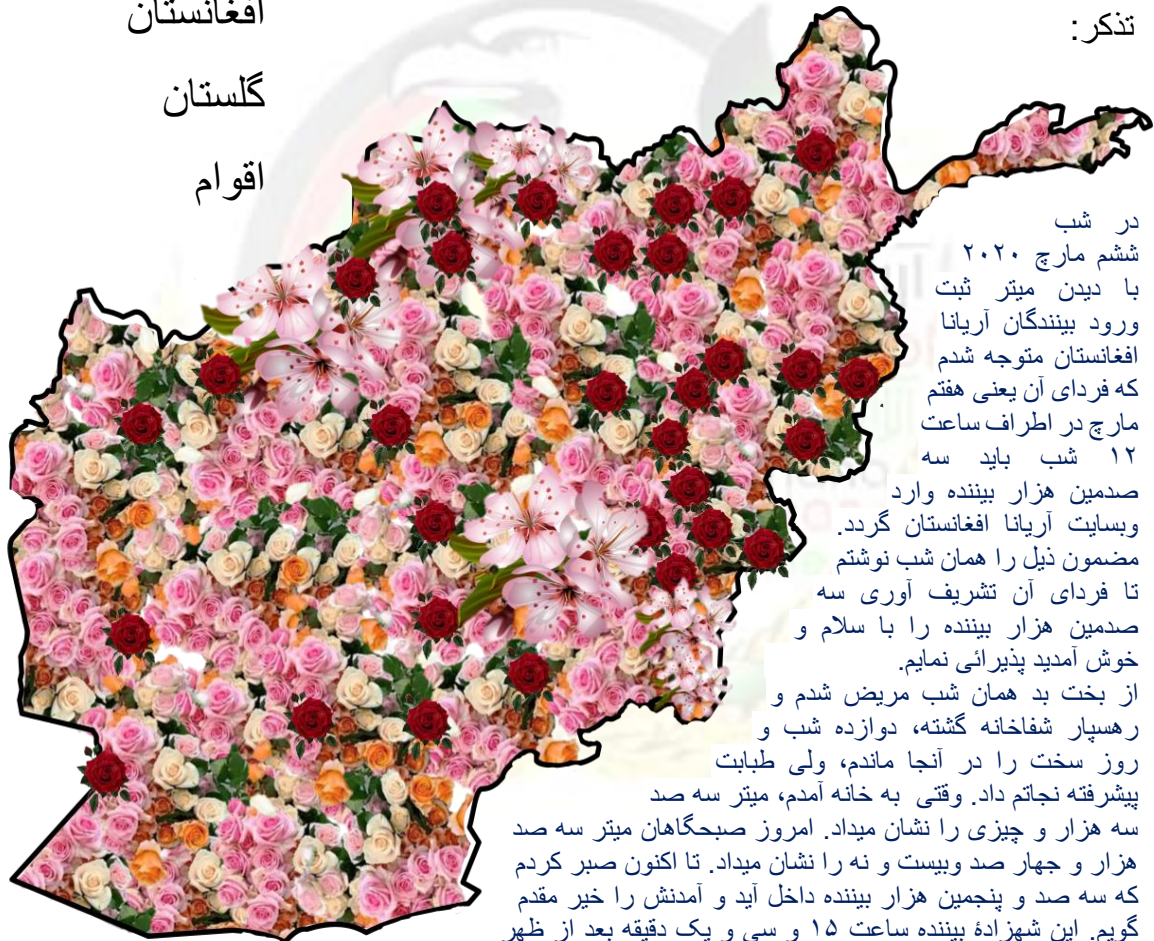 افغانستان
گلستان
اقوام
تذکر:
در شب
ششم مارچ ۲۰۲۰
با دیدن میتر ثبت
ورود بینندگان آریانا
افغانستان متوجه شدم
که فردای آن یعنی هفتم
مارچ در اطراف ساعت
۱۲ شب باید سه
صدمین هزار بیننده وارد
وبسایت آریانا افغانستان گردد.
مضمون ذیل را همان شب نوشتم
تا فردای آن تشریف آوری سه
صدمین هزار بیننده را با سلام و
خوش آمدید پذیرائی نمایم.
از بخت بد همان شب مریض شدم و
رهسپار شفاخانه گشته، دوازده شب و
روز سخت را در آنجا ماندم، ولی طبابت
پیشرفته نجاتم داد. وقتی به خانه آمدم، میتر سه صد
سه هزار و چیزی را نشان میداد. امروز صبحگاهان میتر سه صد
هزار و چهار صد وبیست و نه را نشان میداد. تا اکنون صبر کردم
که سه صد و پنجمین هزار بیننده داخل آید و آمدنش را خیر مقدم
گویم. این شهزادۀ بیننده ساعت ۱۵ و سی و یک دقیقه بعد از ظهر